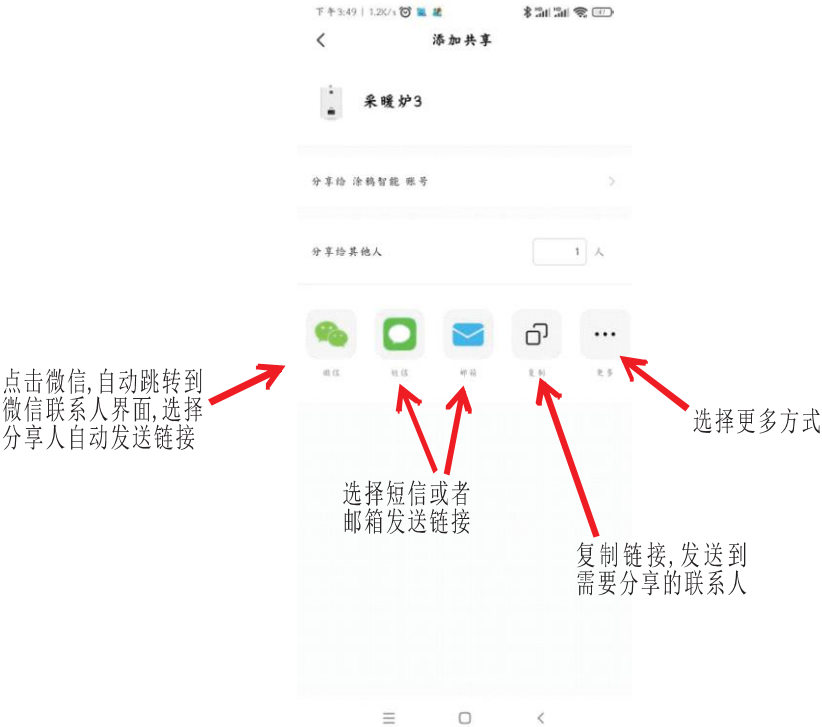 下午3:49 | 1.2K/s
添加共享
采暖炉3
分享给 涂鸦智能 账号
分享给其他人
1 人
微信
短信
邮箱
复制
更多
点击微信,自动跳转到
微信联系人界面,选择
分享人自动发送链接
选择短信或者
邮箱发送链接
复制链接,发送到
需要分享的联系人
选择更多方式